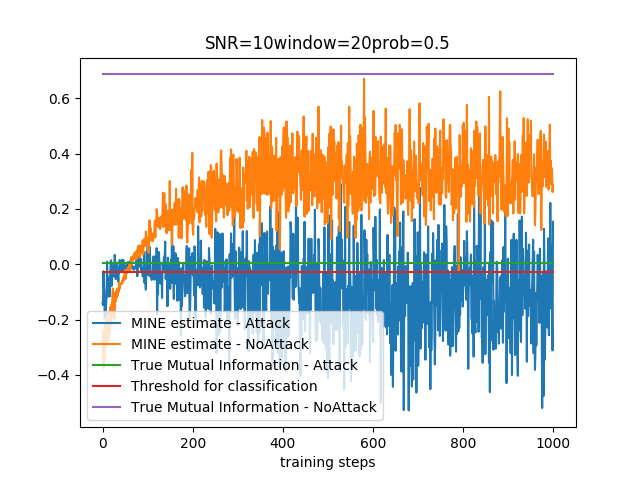 SNR=10window=20prob=0.5
0.6
0.4
0.2
0.0
−0.2
−0.4
MINE estimate - Attack
MINE estimate - NoAttack
True Mutual Information - Attack
Threshold for classification
True Mutual Information - NoAttack
0 200 400 600 800 1000
training steps